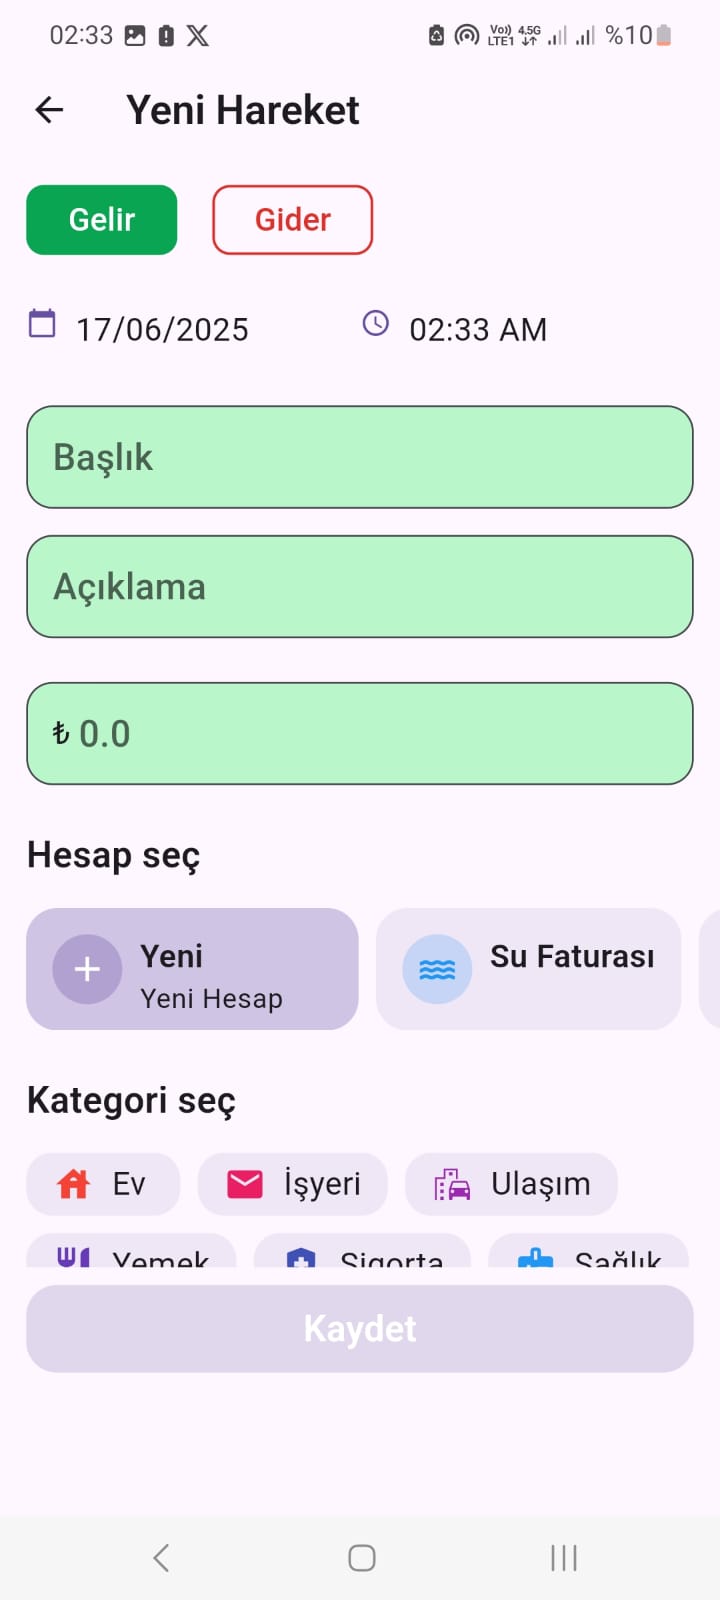 02:33 Vo)) LTE1 4.5G %10
Yeni Hareket
Gelir Gider
17/06/2025 02:33 AM
Başlık
Açıklama
₺ 0.0
Hesap seç
Yeni
Yeni Hesap
Su Faturası
Kategori seç
Ev İşyeri Ulaşım
Yemek Sigorta Sağlık
Kaydet